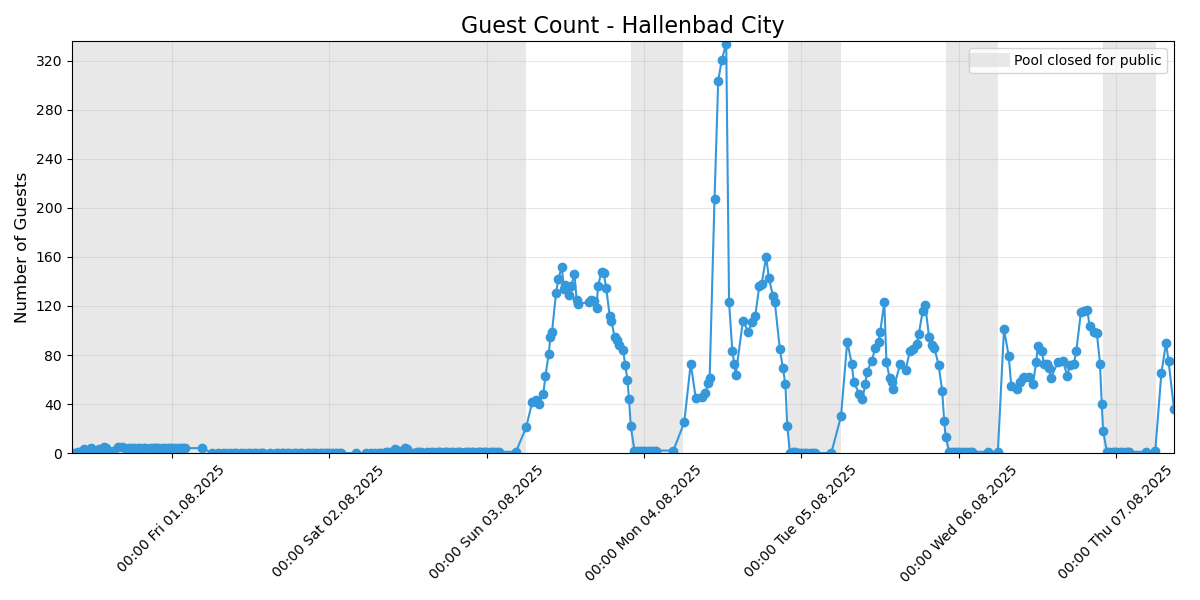 Guest Count - Hallenbad City
Pool closed for public
Number of Guests
320
280
240
200
160
120
80
40
0
00:00 Fri 01.08.2025
00:00 Sat 02.08.2025
00:00 Sun 03.08.2025
00:00 Mon 04.08.2025
00:00 Tue 05.08.2025
00:00 Wed 06.08.2025
00:00 Thu 07.08.2025